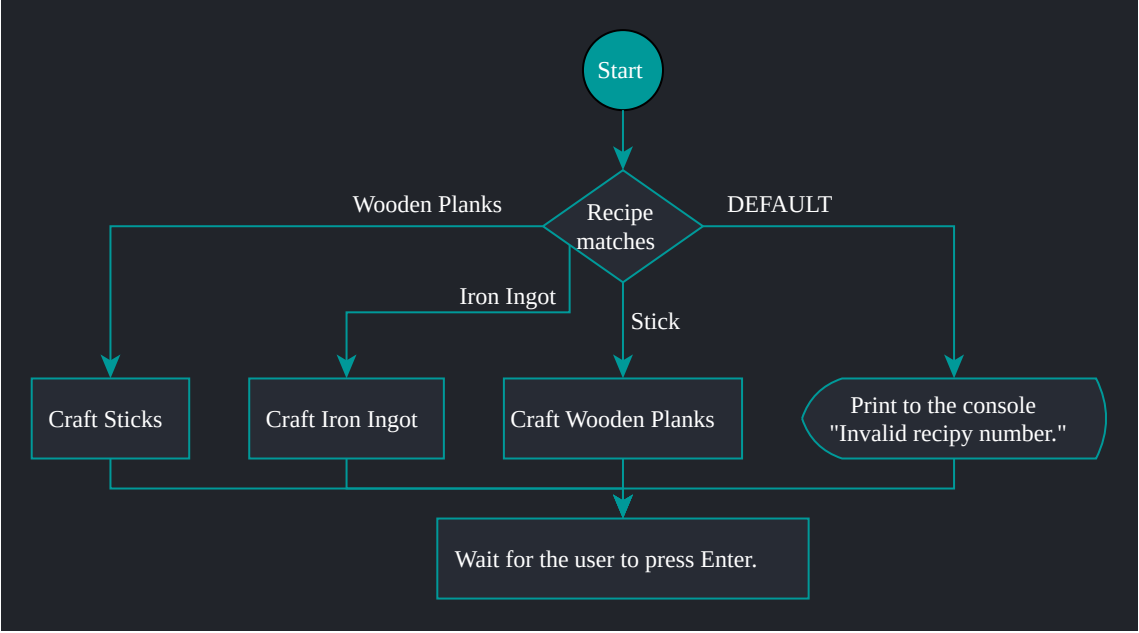 Start
Recipe
matches
Wooden Planks
DEFAULT
Iron Ingot
Stick
Craft Sticks
Craft Iron Ingot
Craft Wooden Planks
Print to the console
"Invalid recipy number."
Wait for the user to press Enter.